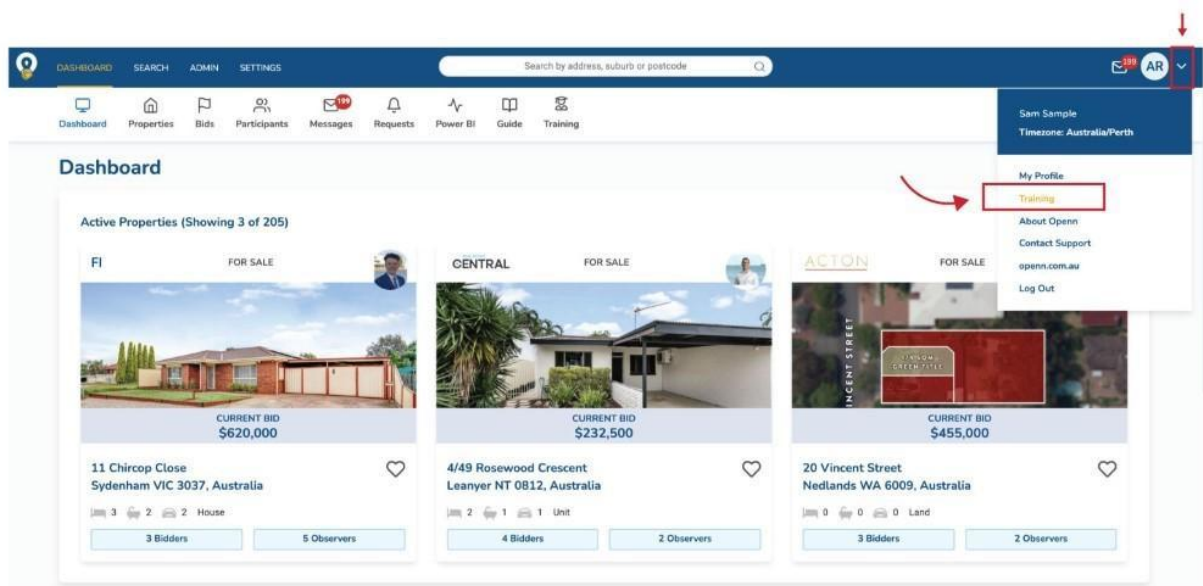 DASHBOARD SEARCH ADMIN SETTINGS Search by address, suburb or postcode 199 AR
199
Dashboard Properties Bids Participants Messages Requests Power BI Guide Training
Sam Sample
Timezone: Australia/Perth
My Profile
Training
About Openn
Contact Support
openn.com.au
Log Out
Dashboard
Active Properties (Showing 3 of 205)
FI FOR SALE
CURRENT BID
$620,000
11 Chircop Close
Sydenham VIC 3037, Australia
3 2 2 House
3 Bidders 5 Observers
CENTRAL FOR SALE
CURRENT BID
$232,500
4/49 Rosewood Crescent
Leanyer NT 0812, Australia
2 1 1 Unit
4 Bidders 2 Observers
ACTON FOR SALE
INCENT STREET
GREEN TITLE
CURRENT BID
$455,000
20 Vincent Street
Nedlands WA 6009, Australia
0 0 0 Land
3 Bidders 2 Observers